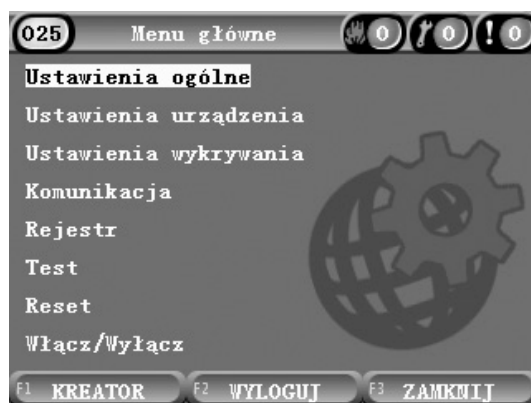 025 Menu główne 0 0 ! 0
Ustawienia ogólne
Ustawienia urządzenia
Ustawienia wykrywania
Komunikacja
Rejestr
Test
Reset
Włącz/Wyłącz
F1 KREATOR F2 WYLOGUJ F3 ZAMKNIJ